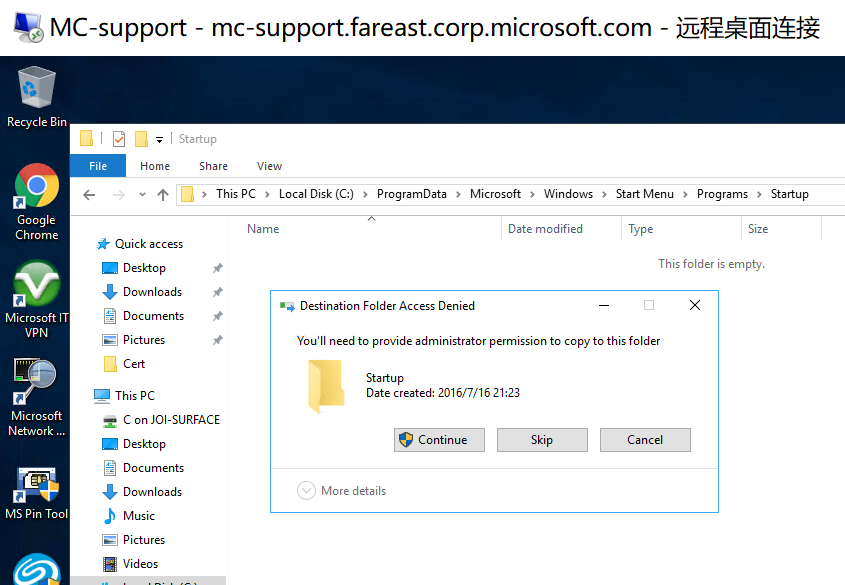 MC-support - mc-support.fareast.corp.microsoft.com - 远程桌面连接
Recycle Bin
Google
Chrome
Microsoft IT
VPN
Microsoft
Network ...
MS Pin Tool
Startup
File Home Share View
This PC > Local Disk (C:) > ProgramData > Microsoft > Windows > Start Menu > Programs > Startup
Name Date modified Type Size
This folder is empty.
Quick access
Desktop
Downloads
Documents
Pictures
Cert
This PC
C on JOI-SURFACE
Desktop
Documents
Downloads
Music
Pictures
Videos
Local Disk (C:)
Destination Folder Access Denied
You'll need to provide administrator permission to copy to this folder
Startup
Date created: 2016/7/16 21:23
Continue Skip Cancel
More details